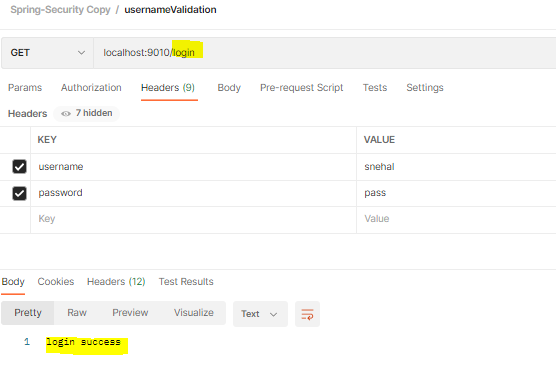 Spring-Security Copy / usernameValidation
GET localhost:9010/login
Params Authorization Headers (9) Body Pre-request Script Tests Settings
Headers 7 hidden
KEY VALUE
username snehal
password pass
Key Value
Body Cookies Headers (12) Test Results
Pretty Raw Preview Visualize Text
1 login success